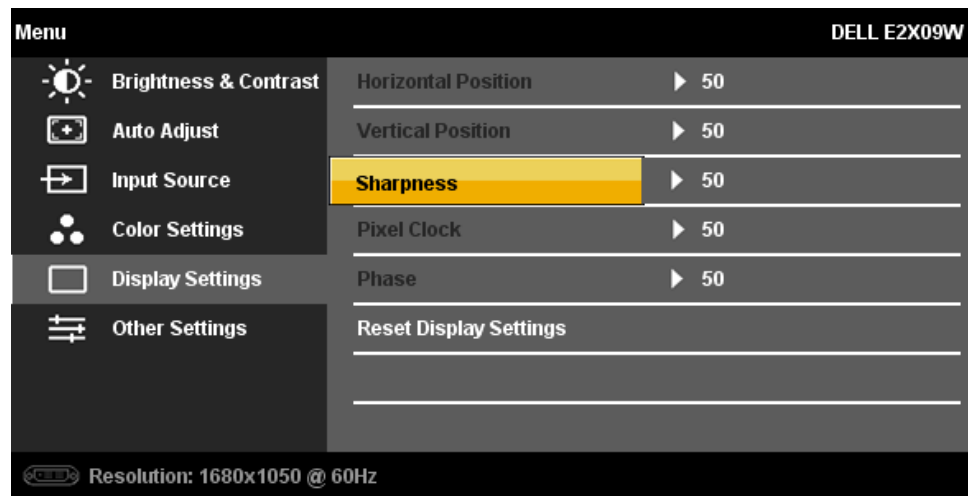 Menu DELL E2X09W
Brightness & Contrast Horizontal Position 50
Auto Adjust Vertical Position 50
Input Source Sharpness 50
Color Settings Pixel Clock 50
Display Settings Phase 50
Other Settings Reset Display Settings
Resolution: 1680x1050 @ 60Hz